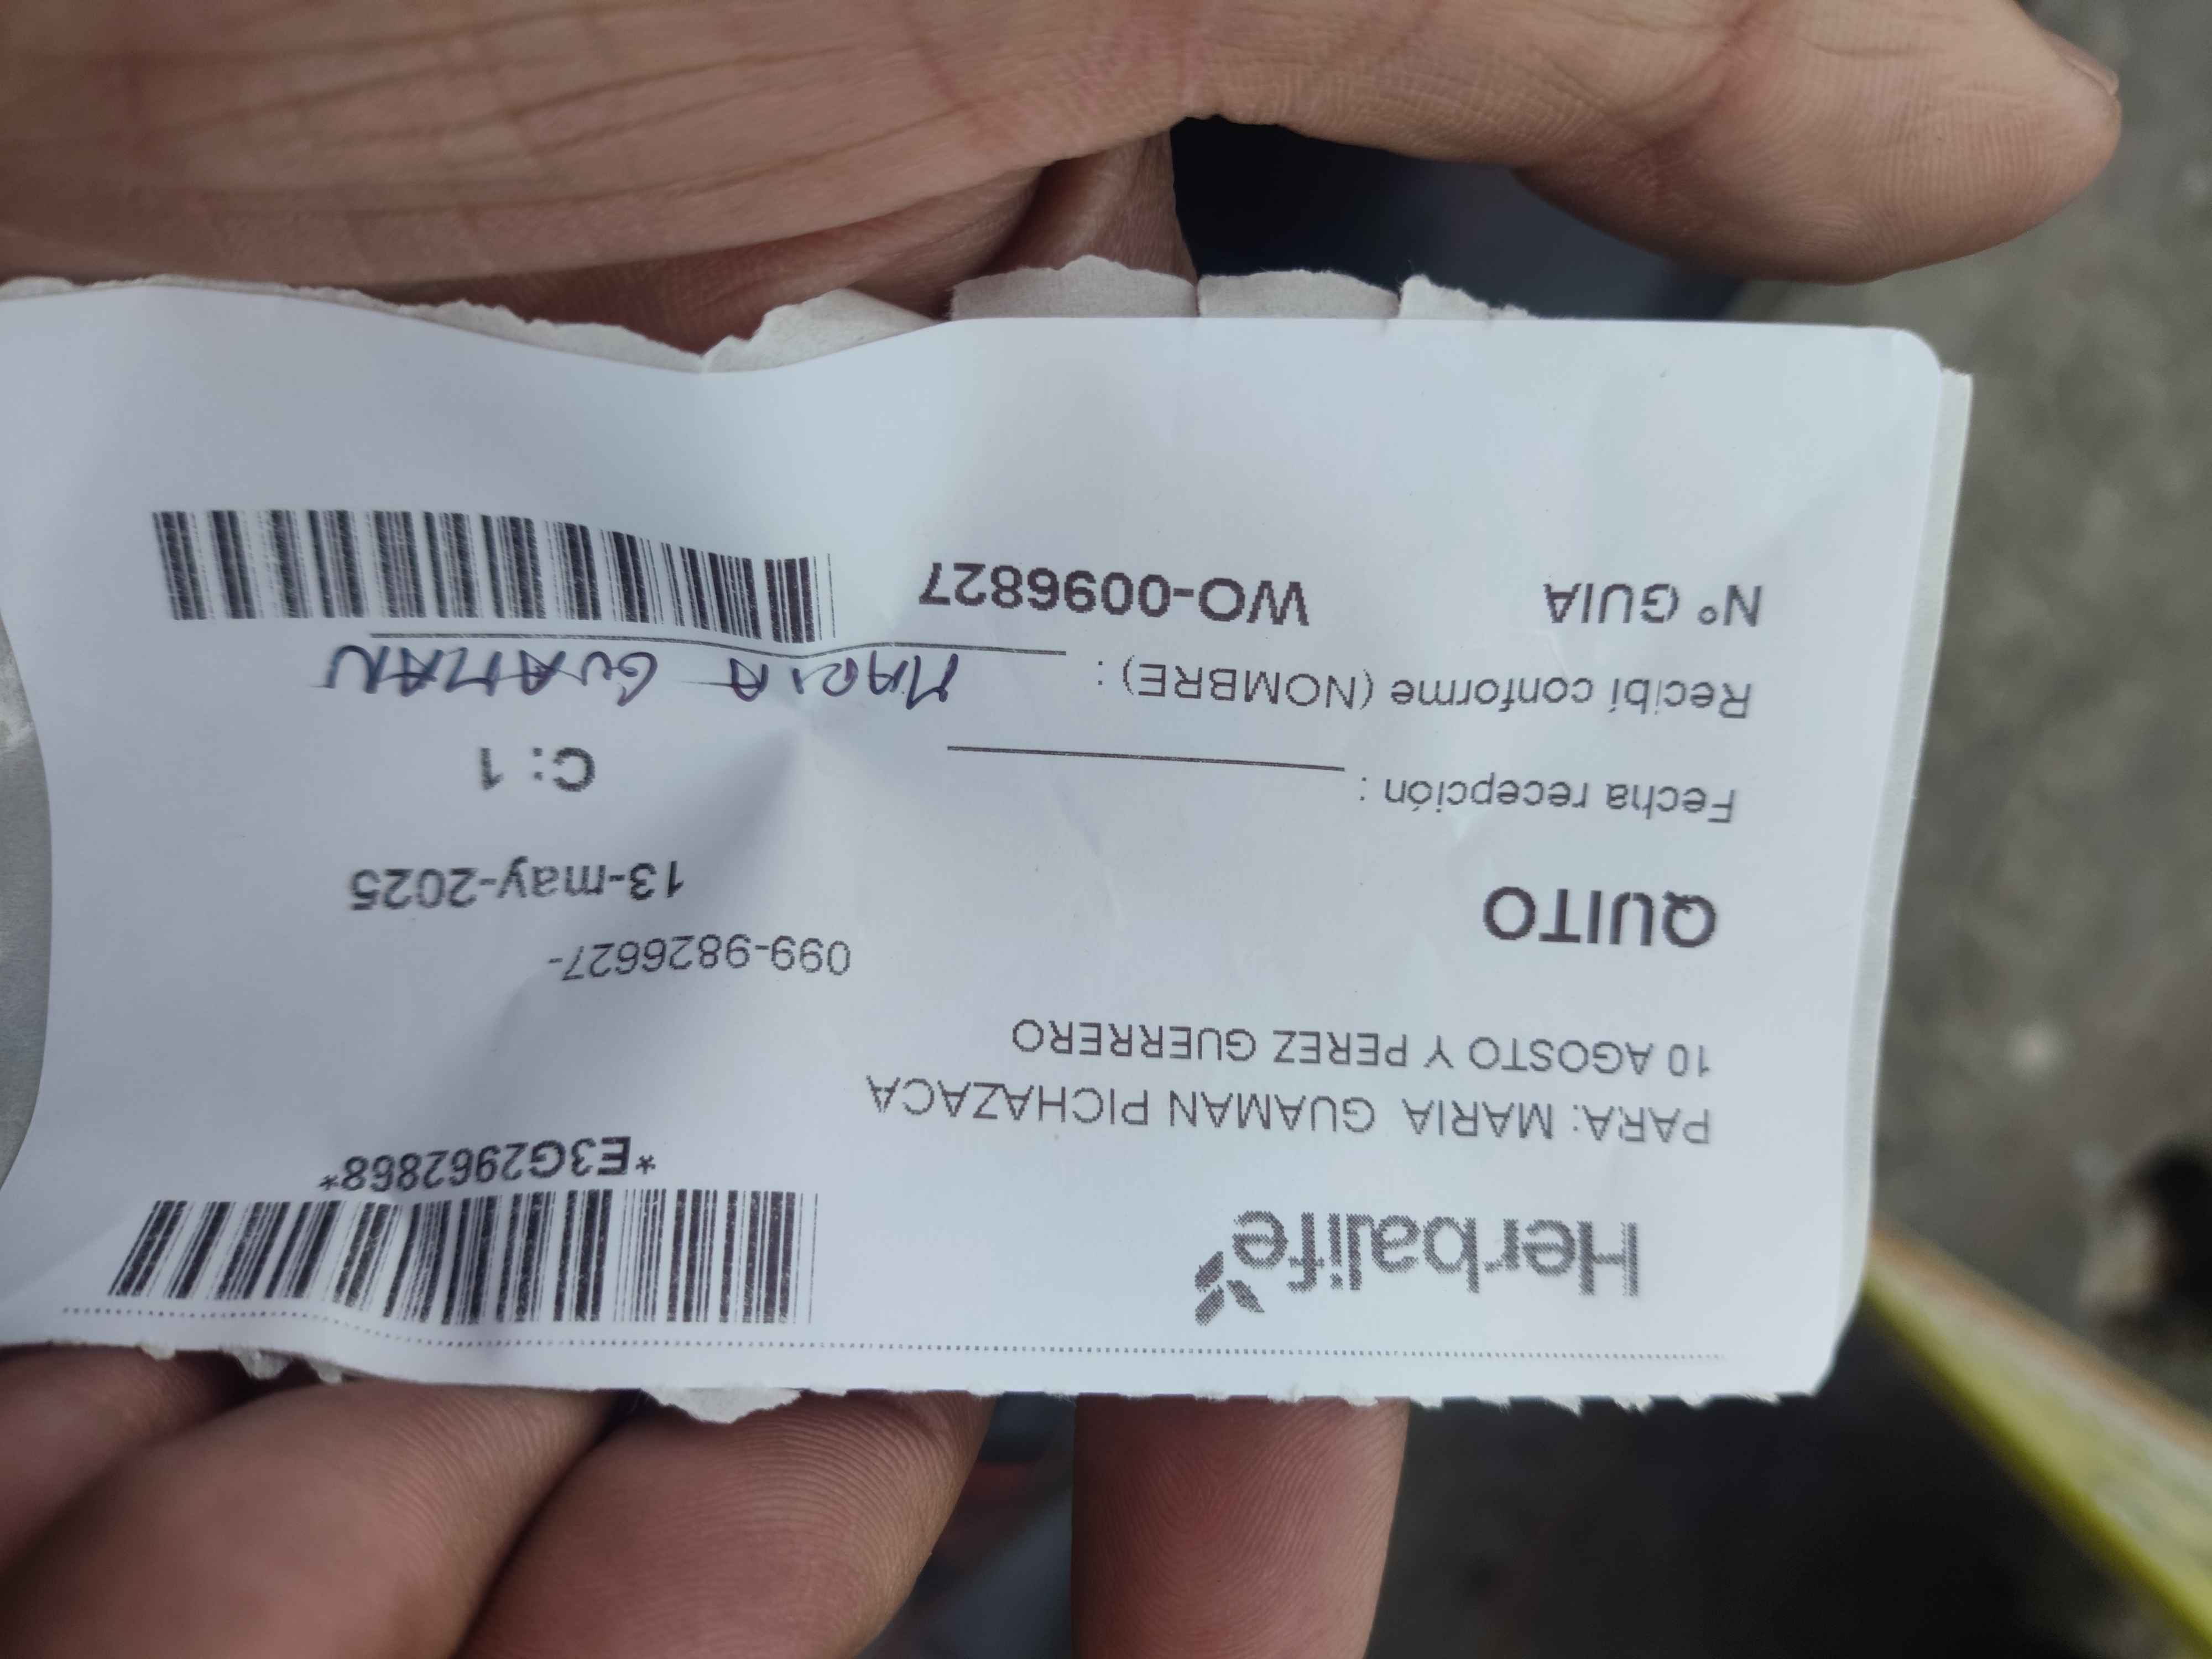 Herbalife
*E3G2962868*
PARA: MARIA GUAMAN PICHAZACA
10 AGOSTO Y PEREZ GUERRERO
099-9826627-
QUITO
13-may-2025
Fecha recepción :
C: 1
Recibí conforme (NOMBRE) : MARIA GUAMAN
N° GUIA WO-0096827